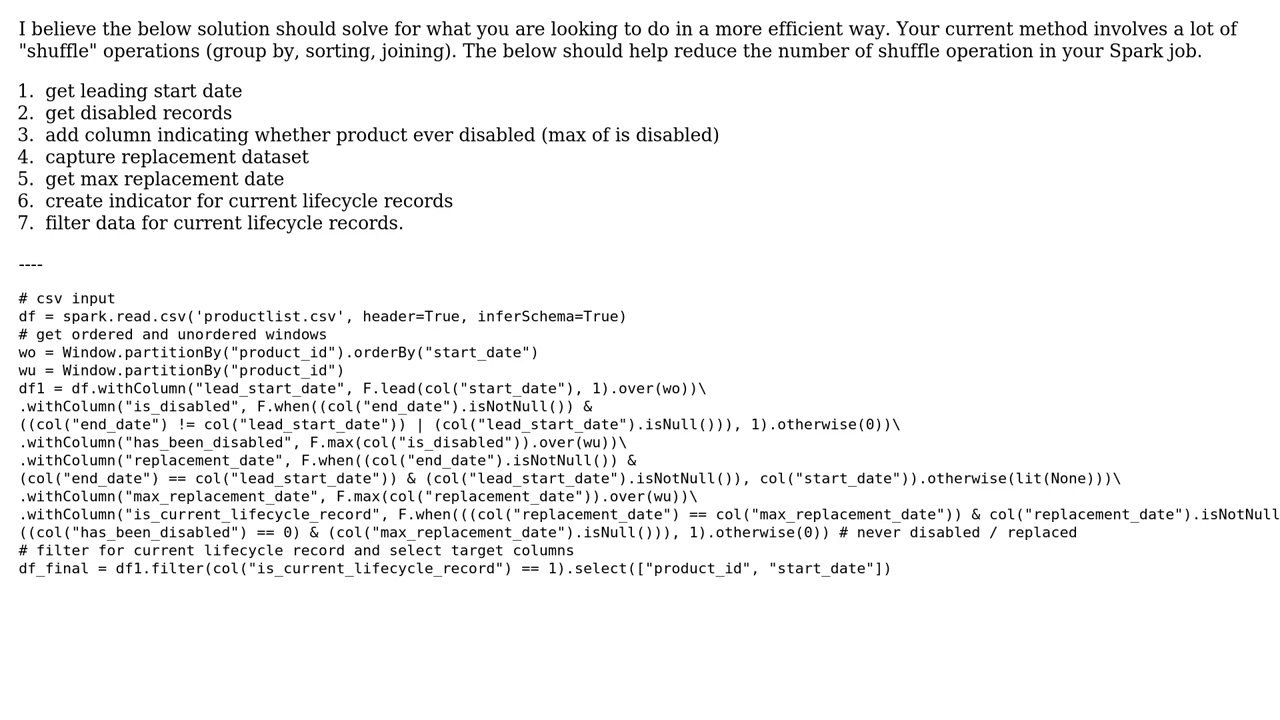 I believe the below solution should solve for what you are looking to do in a more efficient way. Your current method involves a lot of
"shuffle" operations (group by, sorting, joining). The below should help reduce the number of shuffle operation in your Spark job.
1. get leading start date
2. get disabled records
3. add column indicating whether product ever disabled (max of is disabled)
4. capture replacement dataset
5. get max replacement date
6. create indicator for current lifecycle records
7. filter data for current lifecycle records.
----
# csv input
df = spark.read.csv('productlist.csv', header=True, inferSchema=True)
# get ordered and unordered windows
wo = Window.partitionBy("product_id").orderBy("start_date")
wu = Window.partitionBy("product_id")
df1 = df.withColumn("lead_start_date", F.lead(col("start_date"), 1).over(wo))\
.withColumn("is_disabled", F.when((col("end_date").isNotNull()) &
((col("end_date") != col("lead_start_date")) | (col("lead_start_date").isNull())), 1).otherwise(0))\
.withColumn("has_been_disabled", F.max(col("is_disabled")).over(wu))\
.withColumn("replacement_date", F.when((col("end_date").isNotNull()) &
(col("end_date") == col("lead_start_date")) & (col("lead_start_date").isNotNull()), col("start_date")).otherwise(lit(None)))\
.withColumn("max_replacement_date", F.max(col("replacement_date")).over(wu))\
.withColumn("is_current_lifecycle_record", F.when(((col("replacement_date") == col("max_replacement_date")) & col("replacement_date").isNotNull
((col("has_been_disabled") == 0) & (col("max_replacement_date").isNull())), 1).otherwise(0)) # never disabled / replaced
# filter for current lifecycle record and select target columns
df_final = df1.filter(col("is_current_lifecycle_record") == 1).select(["product_id", "start_date"])